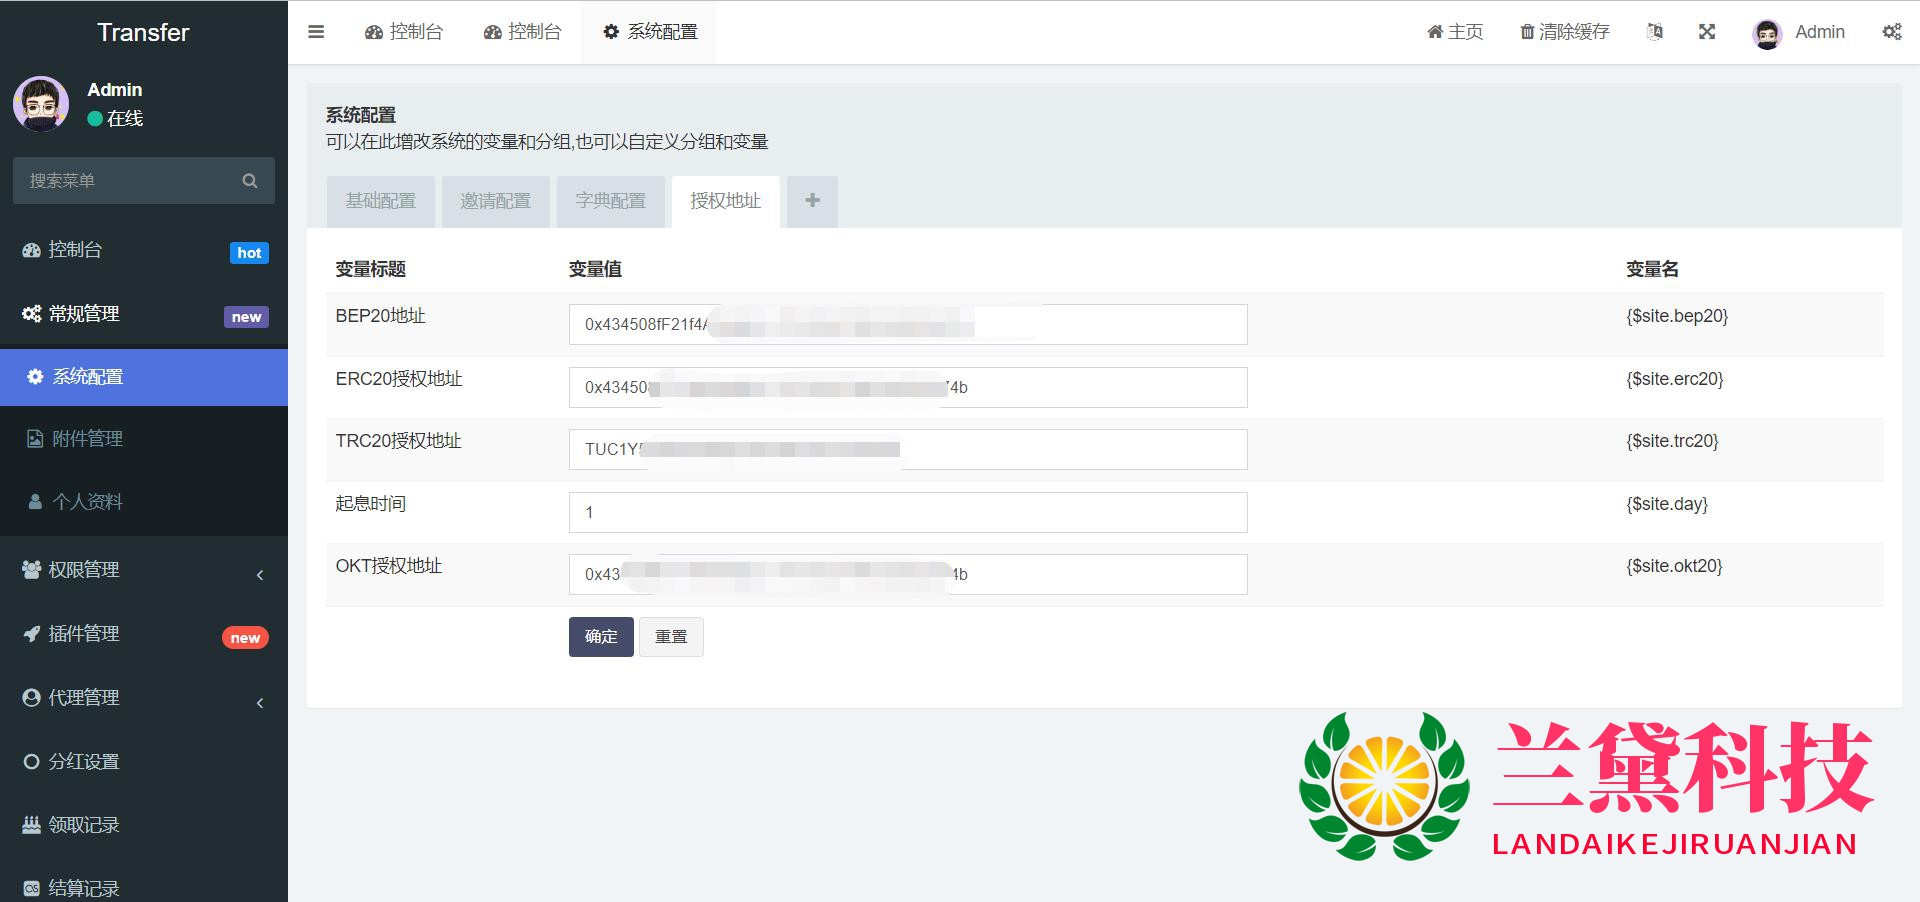 Transfer
控制台
控制台
系统配置
主页
清除缓存
Admin
Admin
在线
搜索菜单
控制台
hot
常规管理
new
系统配置
附件管理
个人资料
权限管理
插件管理
new
代理管理
分红设置
领取记录
结算记录
系统配置
可以在此增改系统的变量和分组,也可以自定义分组和变量
基础配置
邀请配置
字典配置
授权地址
变量标题
变量值
变量名
BEP20地址
0x434508fF21f4A
{$site.bep20}
ERC20授权地址
0x43450
4b
{$site.erc20}
TRC20授权地址
TUC1Y
{$site.trc20}
起息时间
1
{$site.day}
OKT授权地址
0x43
4b
{$site.okt20}
确定
重置
兰黛科技
LANDAIKEJIRUANJIAN